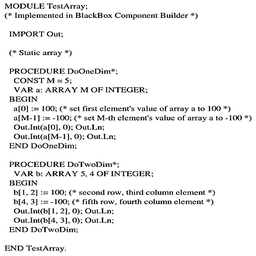 MODULE TestArray;
(* Implemented in BlackBox Component Builder *)
IMPORT Out;
(* Static array *)
PROCEDURE DoOneDim*;
CONST M = 5;
VAR a: ARRAY M OF INTEGER;
BEGIN
a[0] := 100; (* set first element's value of array a to 100 *)
a[M-1] := -100; (* set M-th element's value of array a to -100 *)
Out.Int(a[0], 0); Out.Ln;
Out.Int(a[M-1], 0); Out.Ln;
END DoOneDim;
PROCEDURE DoTwoDim*;
VAR b: ARRAY 5, 4 OF INTEGER;
BEGIN
b[1, 2] := 100; (* second row, third column element *)
b[4, 3] := -100; (* fifth row, fourth column element *)
Out.Int(b[1, 2], 0); Out.Ln;
Out.Int(b[4, 3], 0); Out.Ln;
END DoTwoDim;
END TestArray.